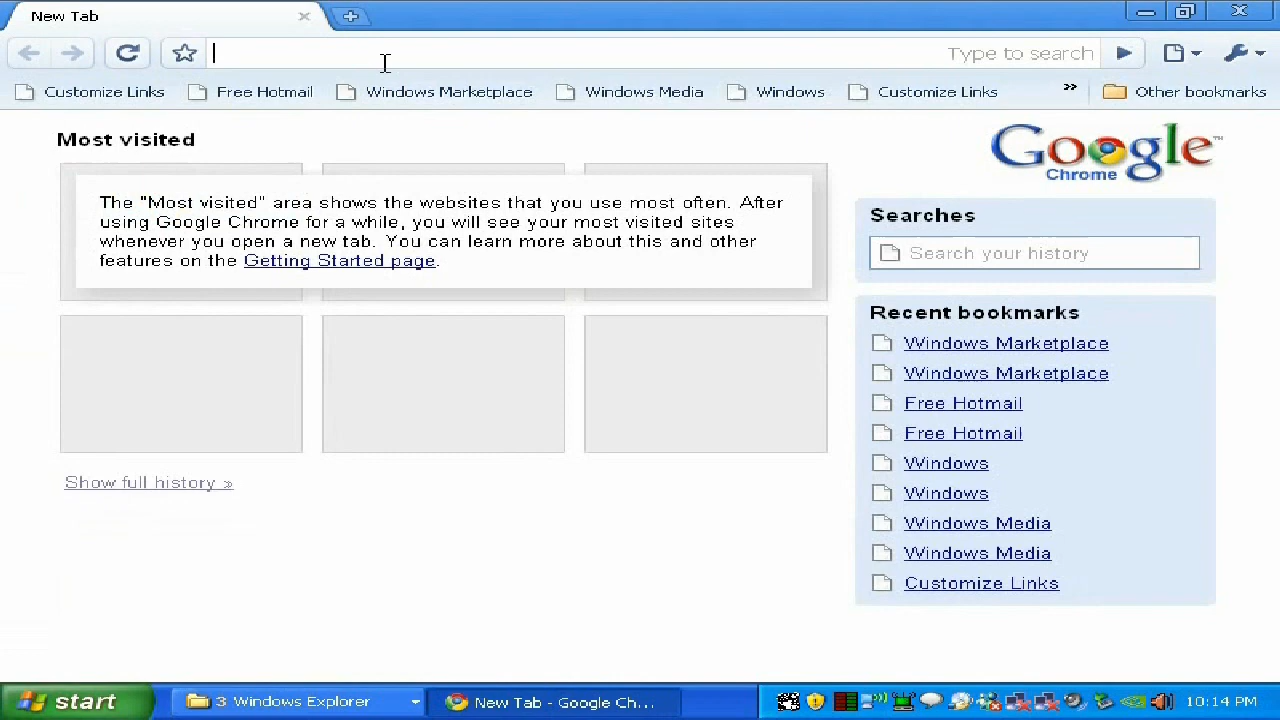 New Tab
Type to search
Customize Links
Free Hotmail
Windows Marketplace
Windows Media
Windows
Customize Links
»
Other bookmarks
Most visited
The "Most visited" area shows the websites that you use most often. After
using Google Chrome for a while, you will see your most visited sites
whenever you open a new tab. You can learn more about this and other
features on the Getting Started page.
Show full history »
Google™
Chrome
Searches
Search your history
Recent bookmarks
Windows Marketplace
Windows Marketplace
Free Hotmail
Free Hotmail
Windows
Windows
Windows Media
Windows Media
Customize Links
start
3 Windows Explorer
New Tab - Google Ch...
10:14 PM